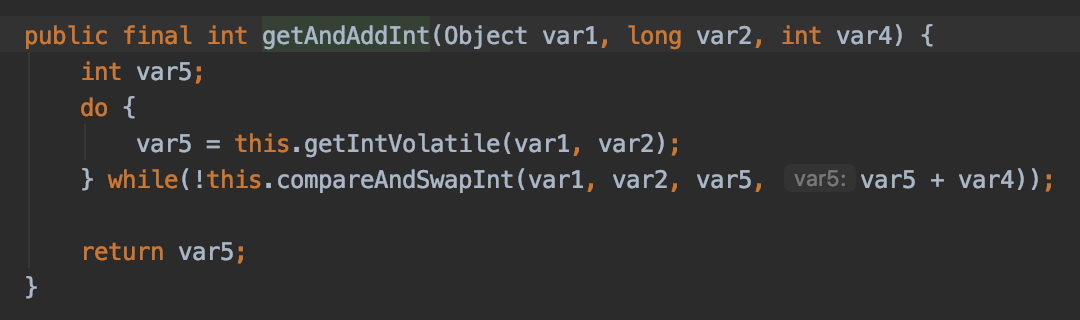 public final int getAndAddInt(Object var1, long var2, int var4) {
int var5;
do {
var5 = this.getIntVolatile(var1, var2);
} while(!this.compareAndSwapInt(var1, var2, var5, var5: var5 + var4));
return var5;
}